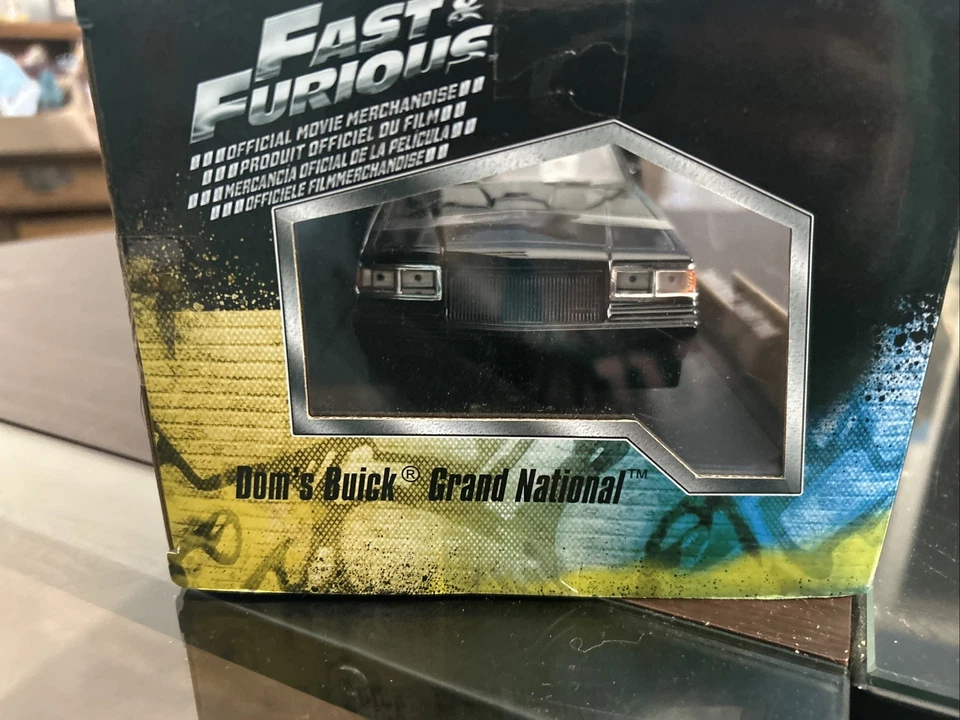 FAST &
FURIOUS
OFFICIAL MOVIE MERCHANDISE
PRODUIT OFFICIEL DU FILM
MERCANCÍA OFICIAL DE LA PELÍCULA
OFFICIELE FILMMERCHANDISE
Dom's Buick® Grand National™